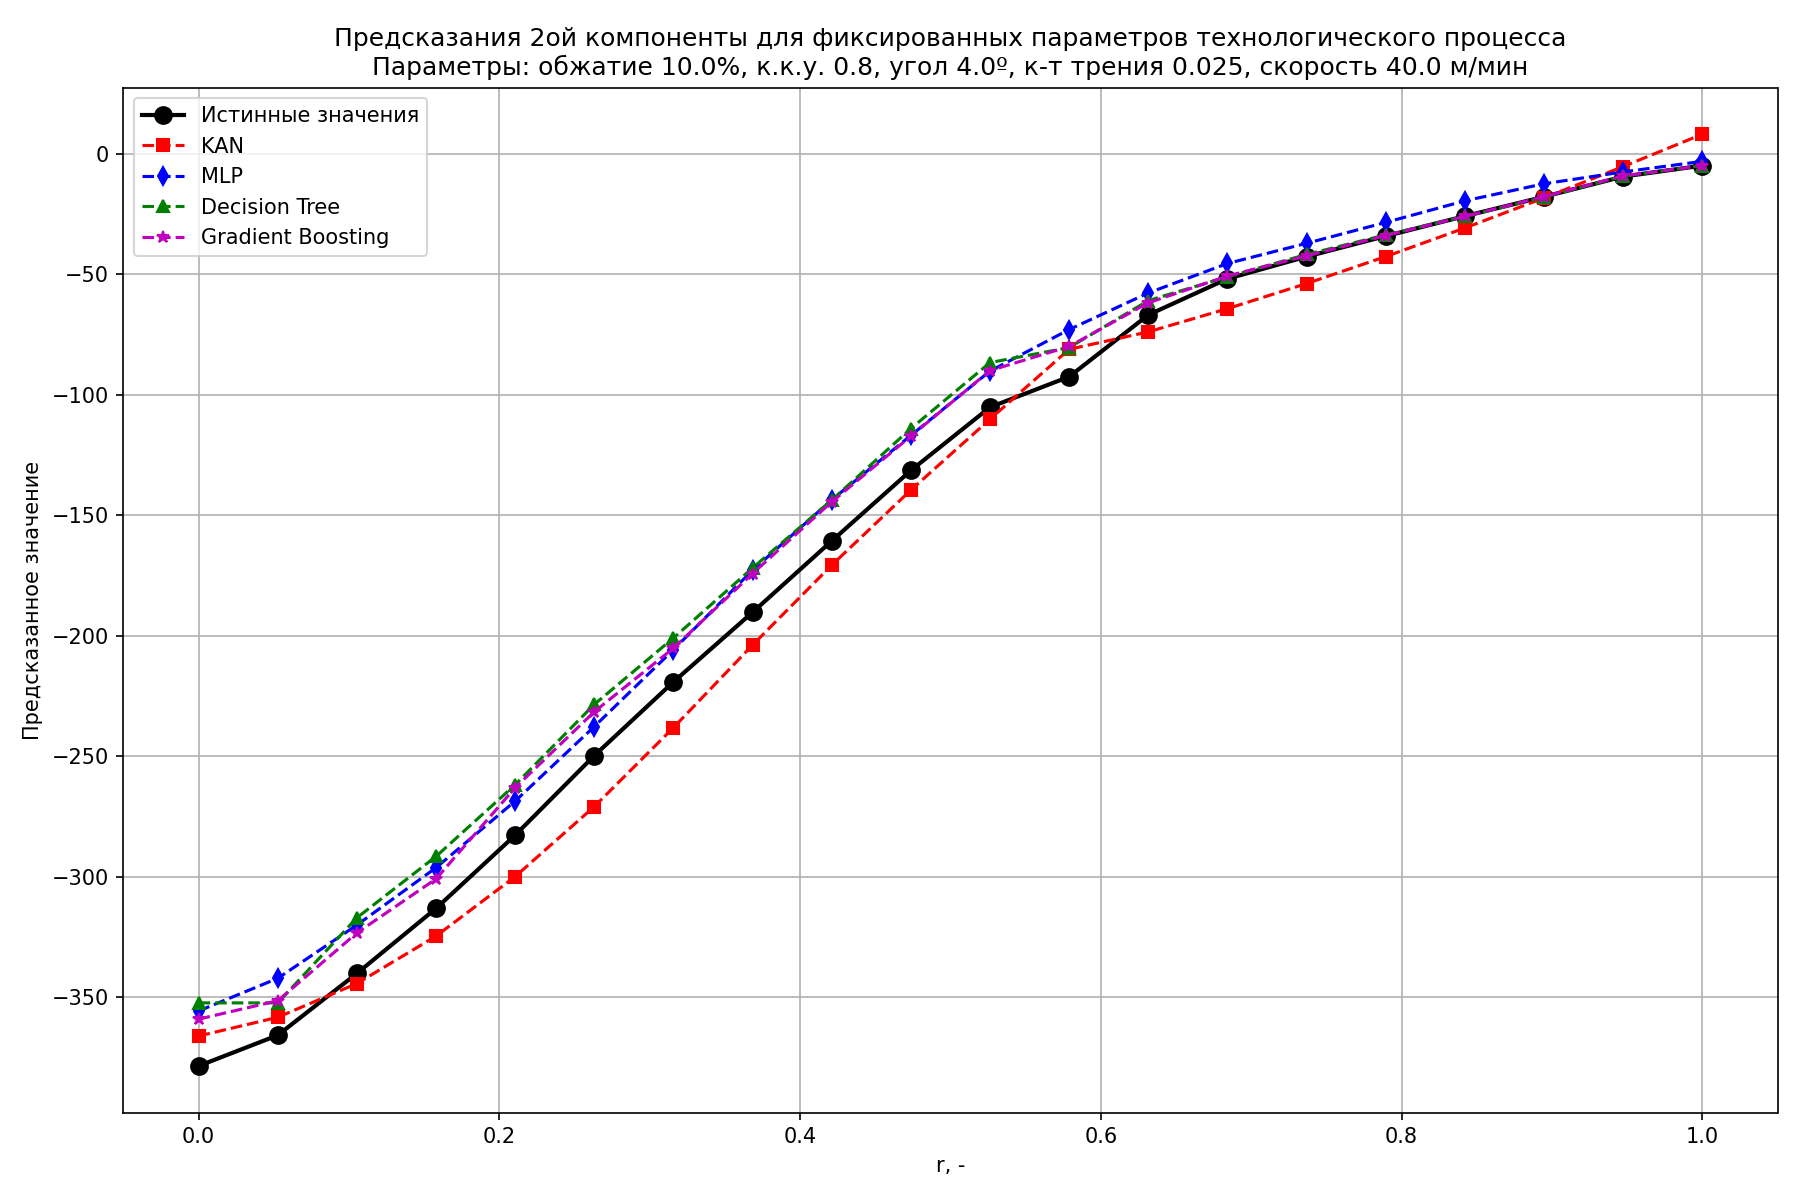 Предсказания 2ой компоненты для фиксированных параметров технологического процесса
Параметры: обжатие 10.0%, к.к.у. 0.8, угол 4.0º, к-т трения 0.025, скорость 40.0 м/мин
Истинные значения
KAN
MLP
Decision Tree
Gradient Boosting
Предсказанное значение
0
−50
−100
−150
−200
−250
−300
−350
0.0
0.2
0.4
0.6
0.8
1.0
r, -